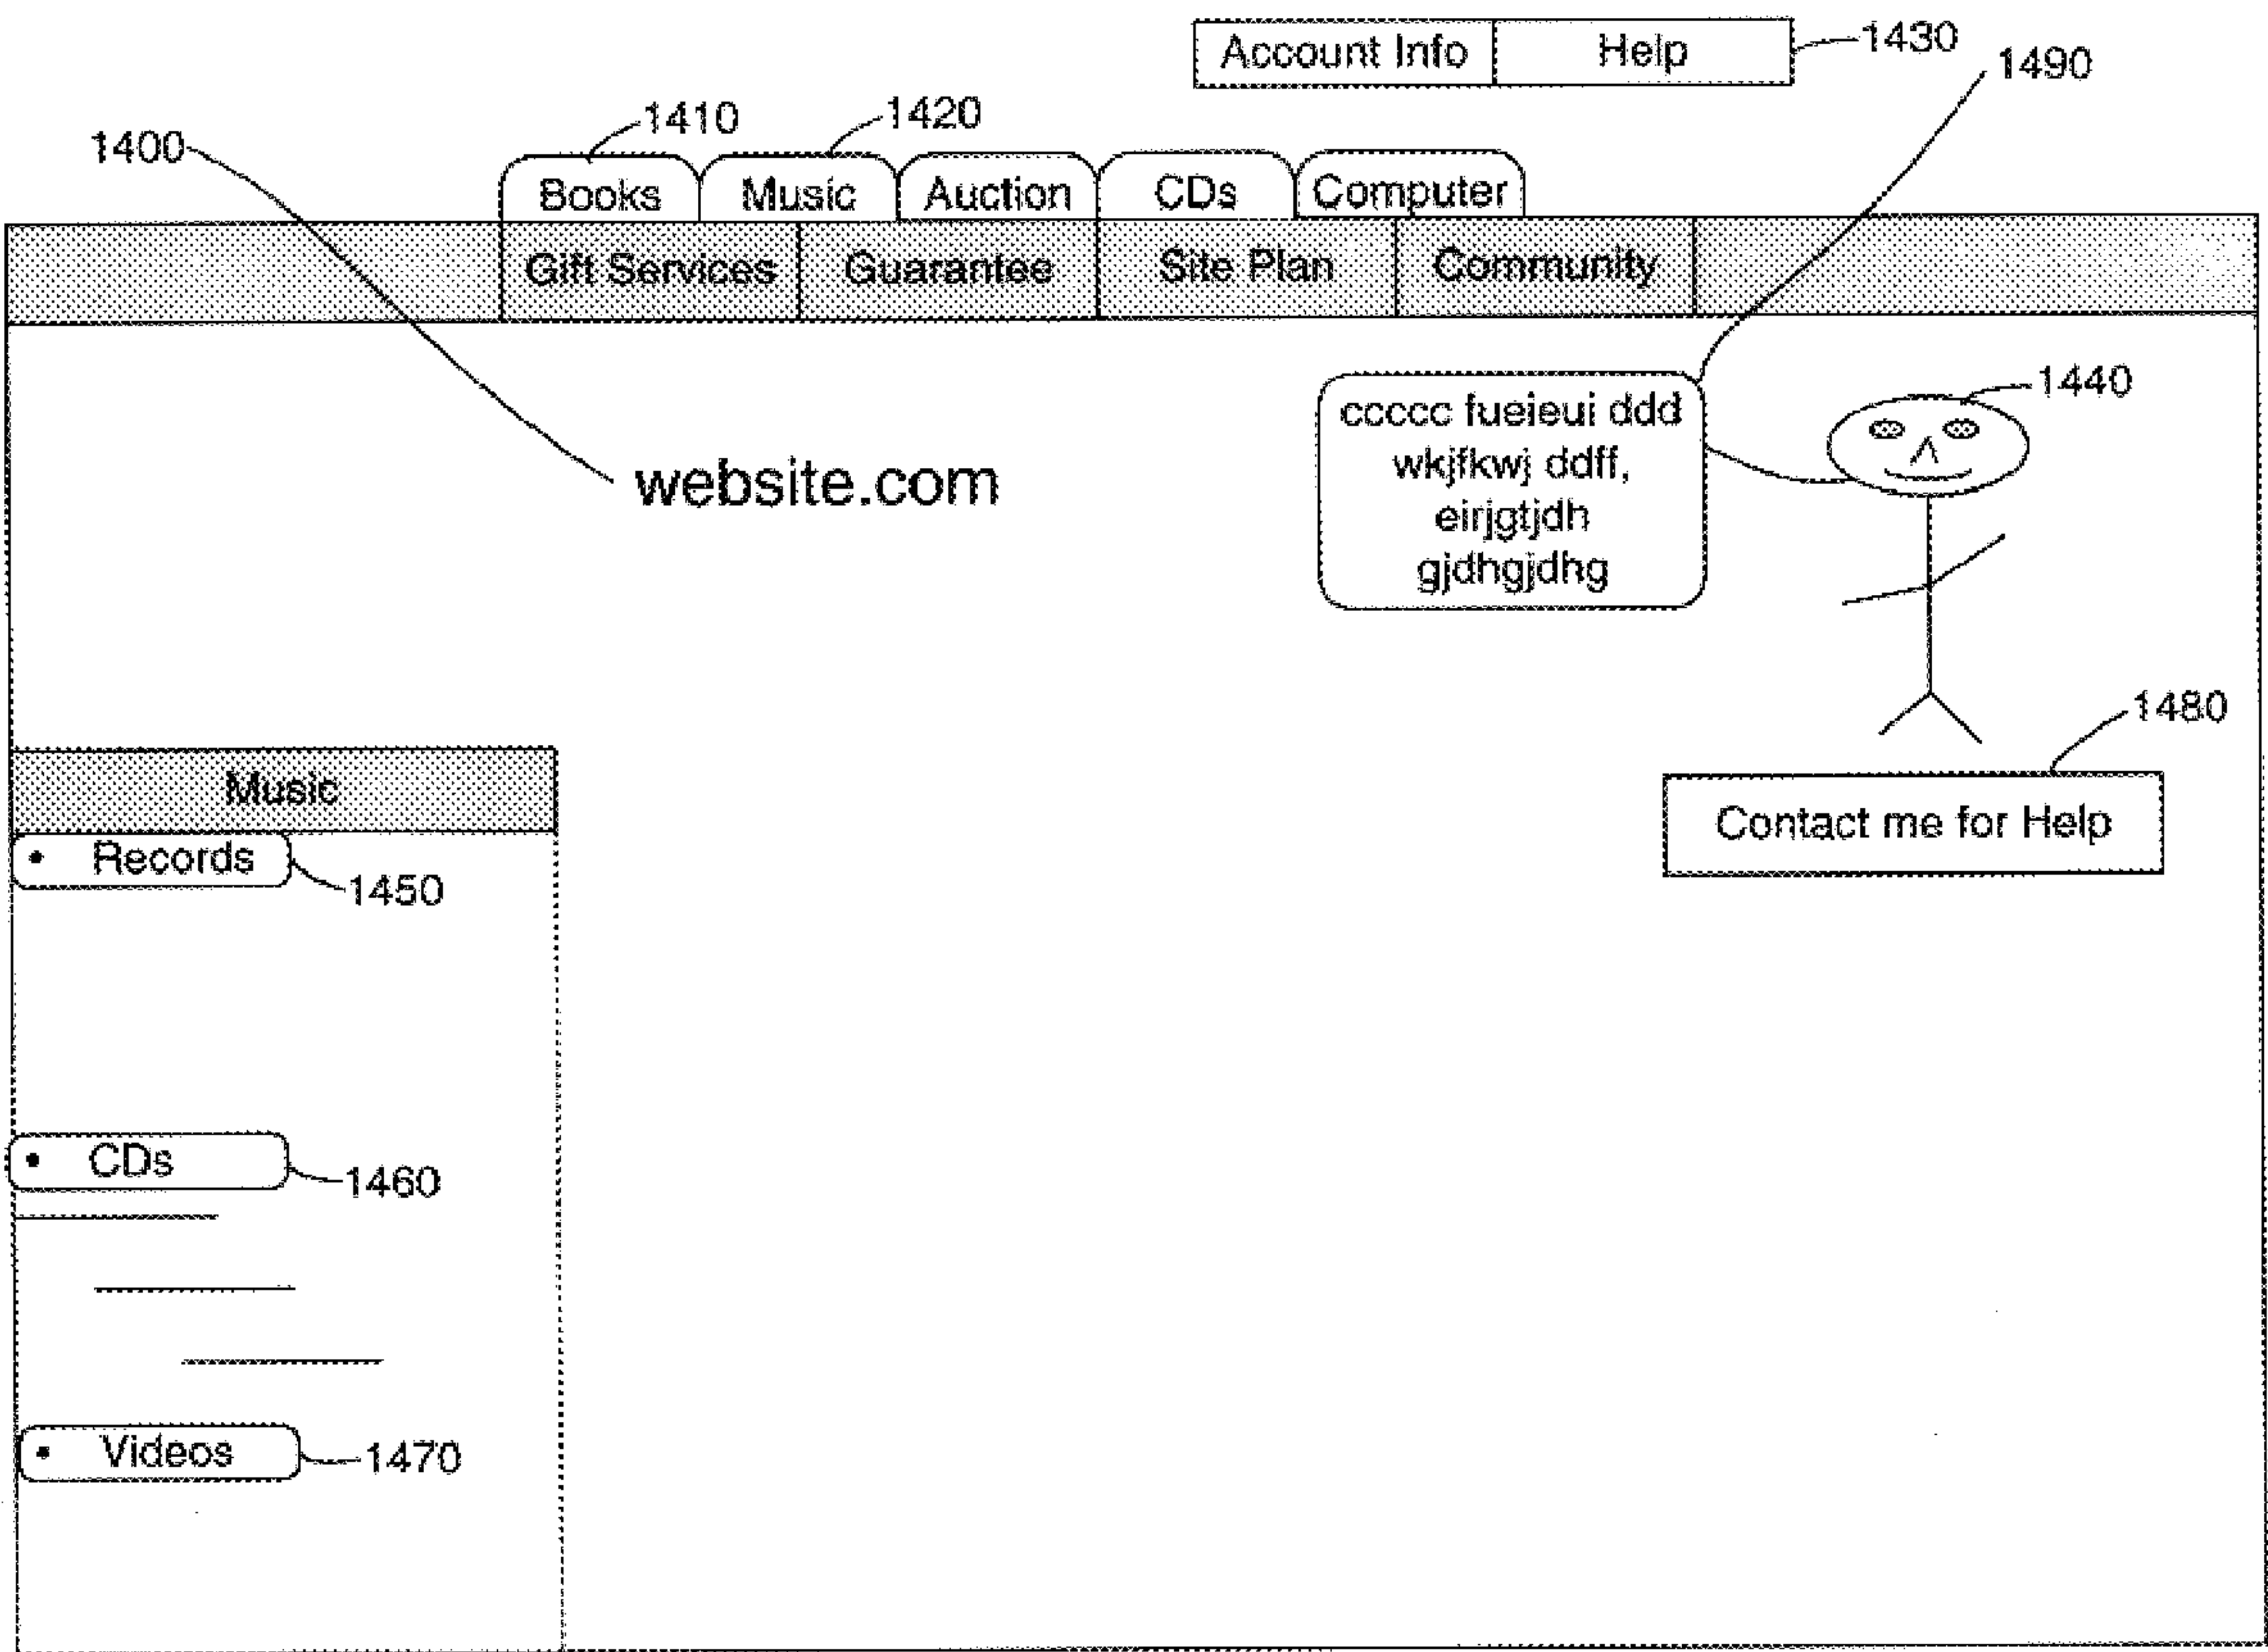 Account Info Help 1430
1490
1410 1420
1400
Books Music Auction CDs Computer
Gift Services Guarantee Site Plan Community
1440
ccccc fueieui ddd
wkjfkwj ddff,
eirjgtjdh
gjdhgjdhg
website.com
1480
Contact me for Help
Music
• Records
1450
• CDs
1460
• Videos
1470